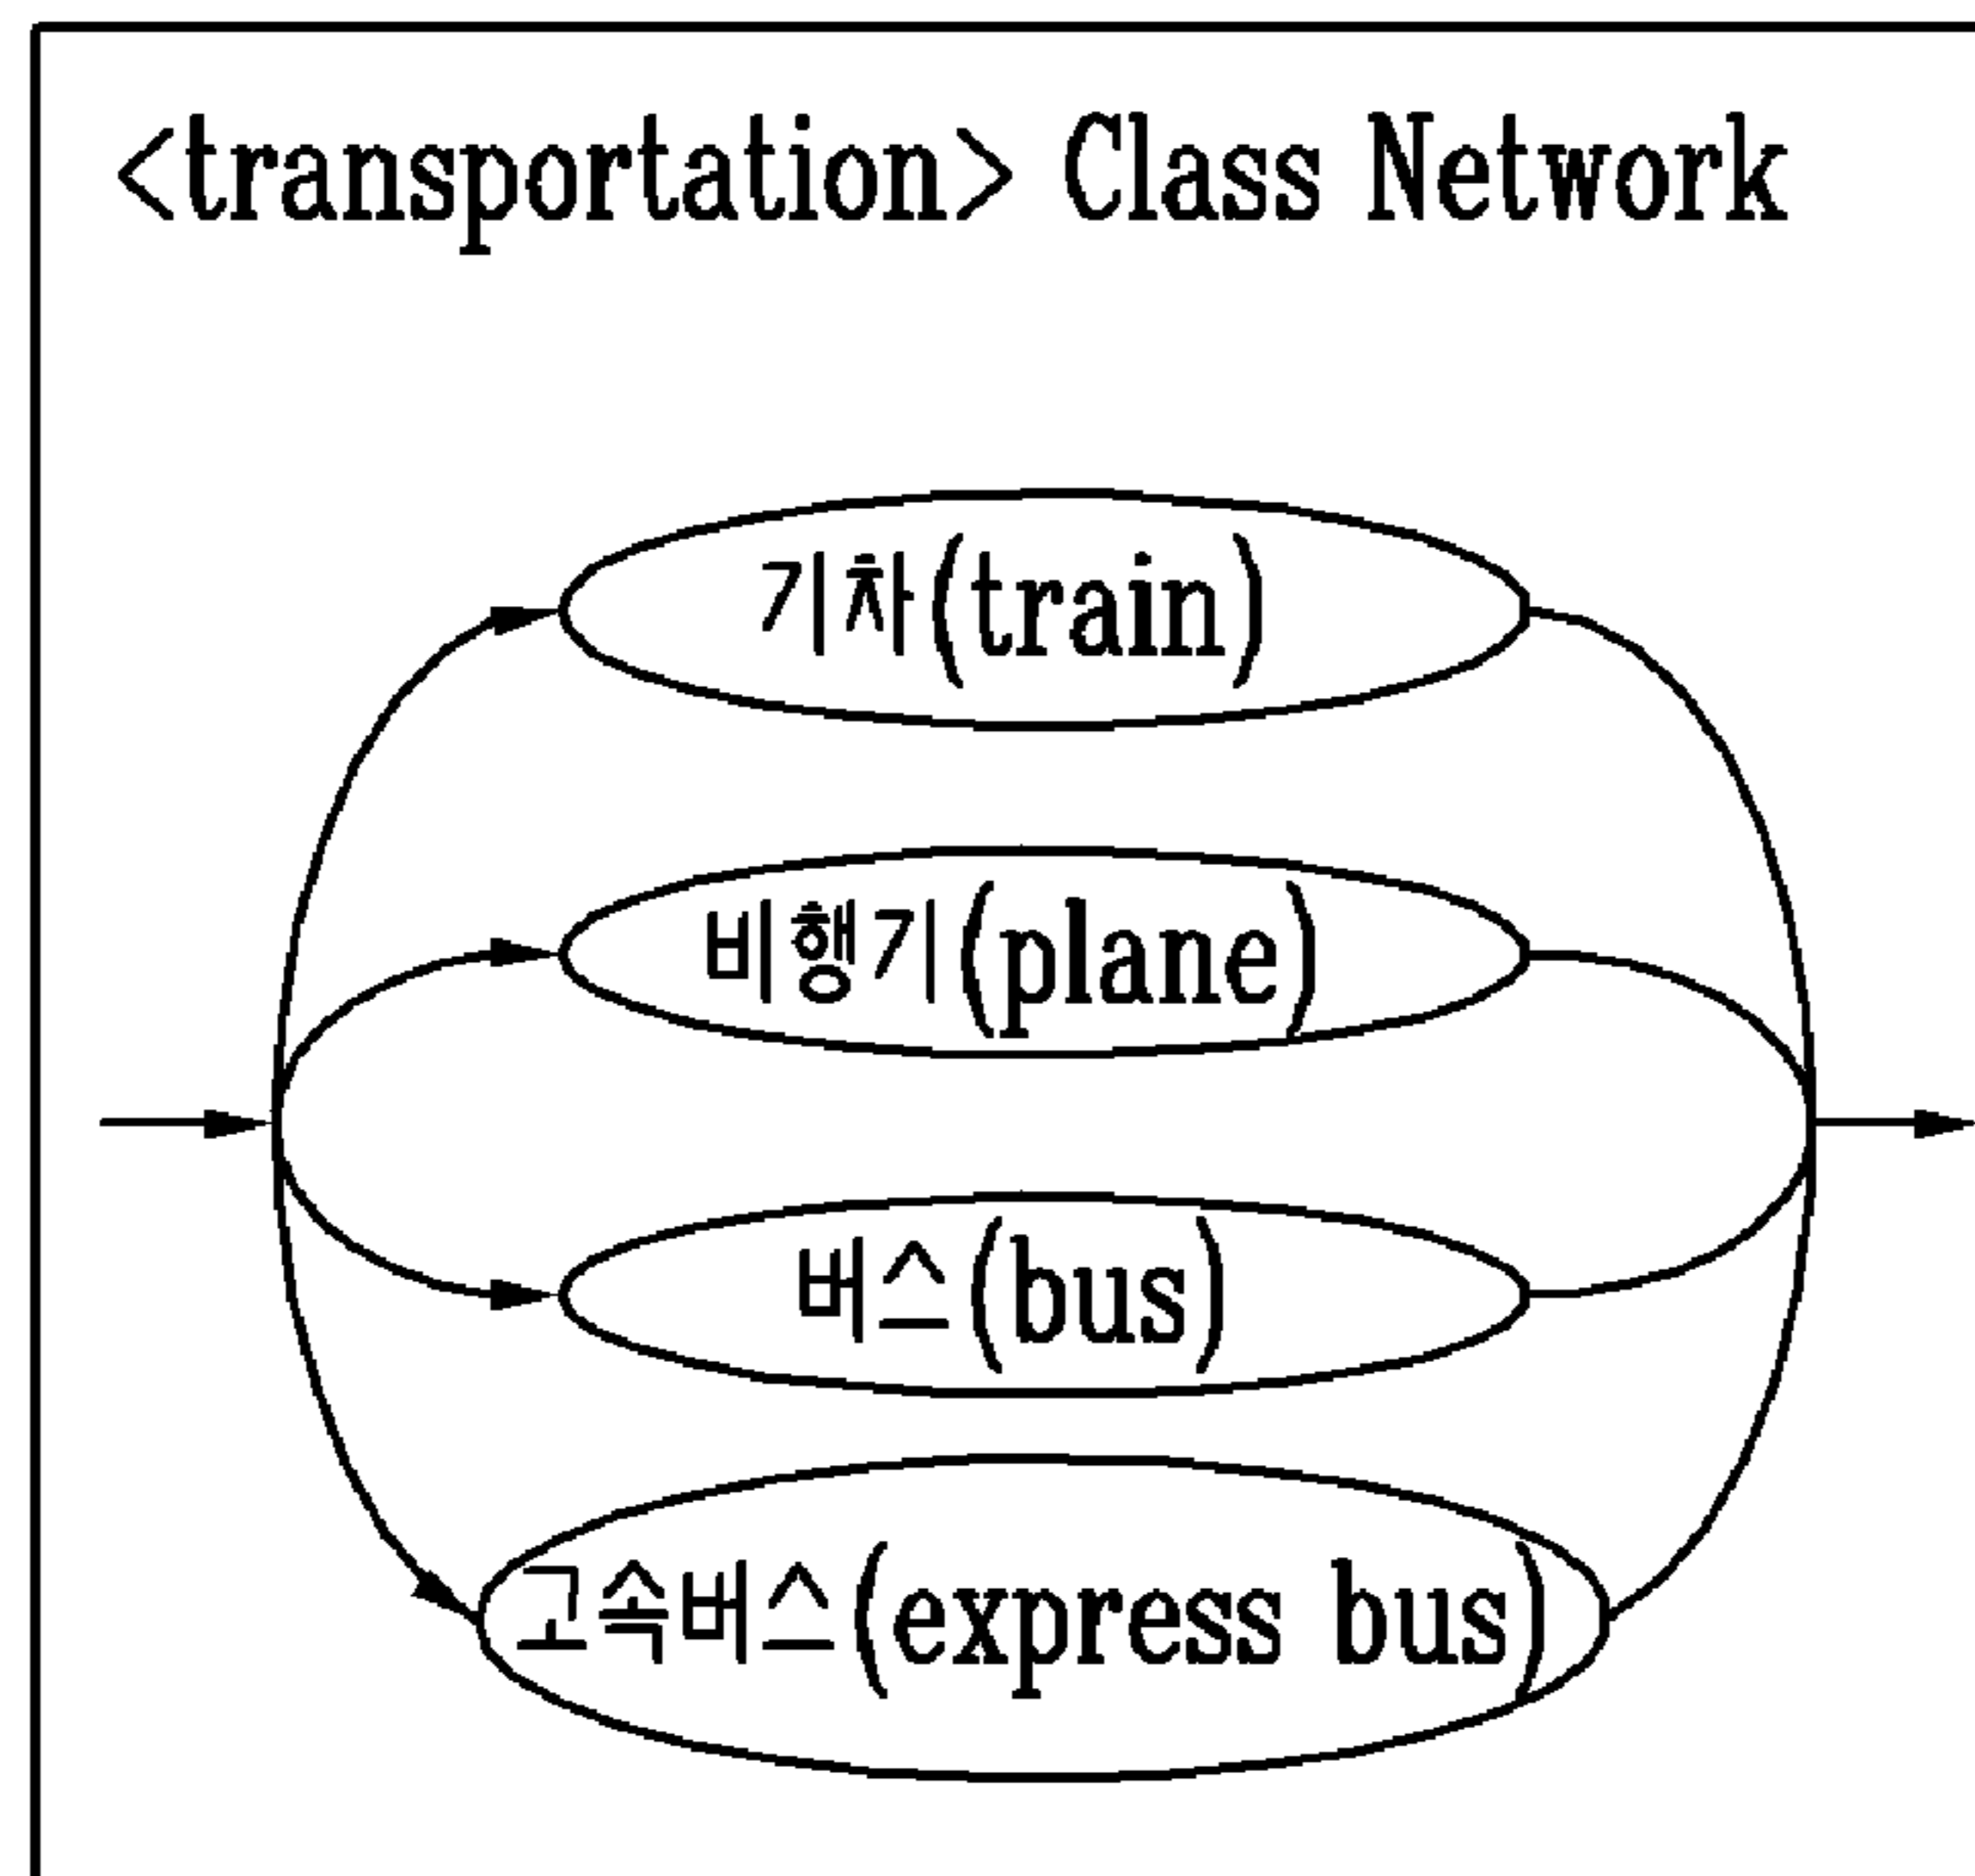 <transportation> Class Network
기차(train)
비행기(plane)
버스(bus)
고속버스(express bus)